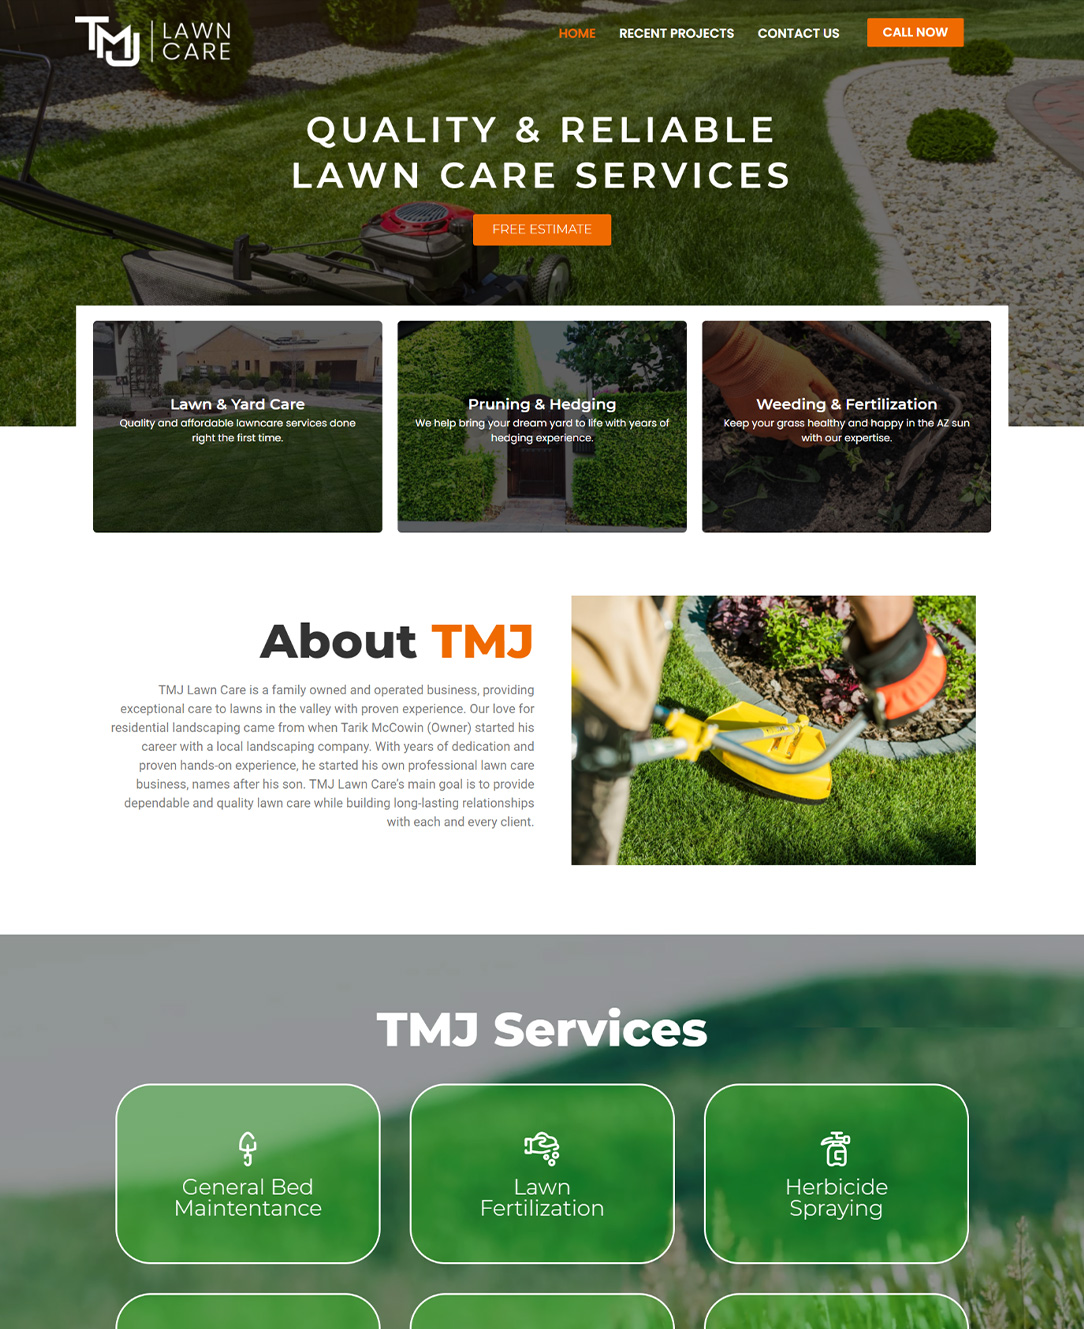 TMJ LAWN
CARE
HOME RECENT PROJECTS CONTACT US CALL NOW
QUALITY & RELIABLE
LAWN CARE SERVICES
FREE ESTIMATE
Lawn & Yard Care
Quality and affordable lawncare services done
right the first time.
Pruning & Hedging
We help bring your dream yard to life with years of
hedging experience.
Weeding & Fertilization
Keep your grass healthy and happy in the AZ sun
with our expertise.
About TMJ
TMJ Lawn Care is a family owned and operated business, providing
exceptional care to lawns in the valley with proven experience. Our love for
residential landscaping came from when Tarik McCowin (Owner) started his
career with a local landscaping company. With years of dedication and
proven hands-on experience, he started his own professional lawn care
business, names after his son. TMJ Lawn Care's main goal is to provide
dependable and quality lawn care while building long-lasting relationships
with each and every client.
TMJ Services
General Bed
Maintentance
Lawn
Fertilization
Herbicide
Spraying